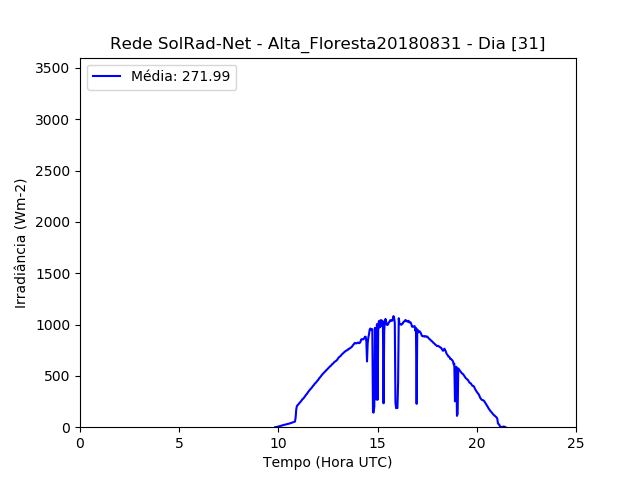 Rede SolRad-Net - Alta_Floresta20180831 - Dia [31]
Média: 271.99
3500
3000
2500
2000
1500
1000
500
0
Irradiância (Wm-2)
0 5 10 15 20 25
Tempo (Hora UTC)